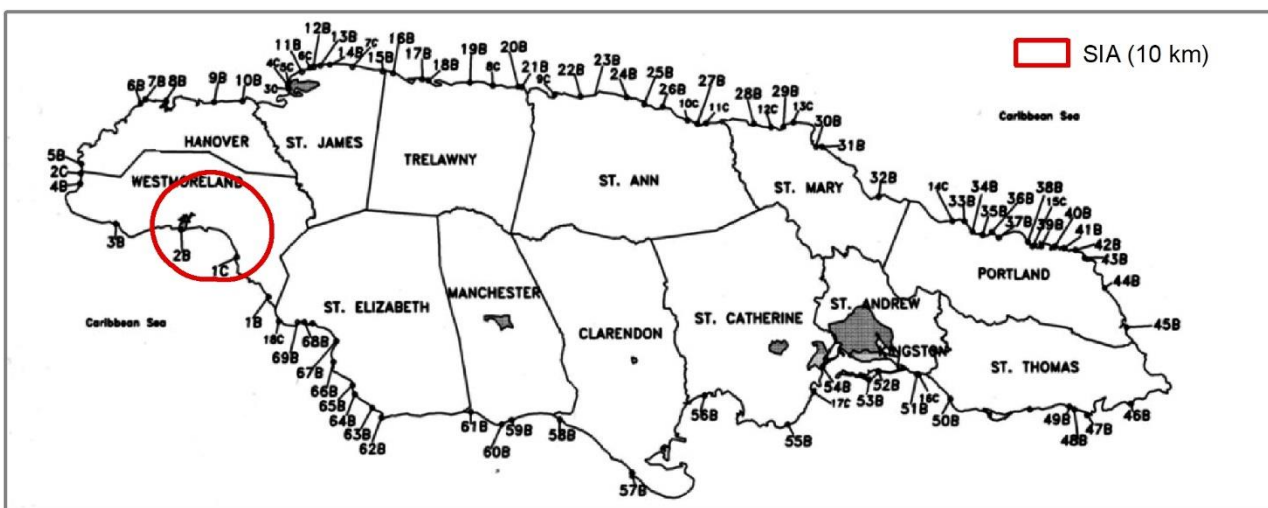 SIA (10 km)
Caribbean Sea
12B
13B
11B
6C
14B
7C
16B
4C
5C
15B
17B
18B
19B
8C
20B
21B
9C
22B
23B
24B
25B
26B
10C
27B
11C
28B
12C
29B
13C
30B
31B
6B
7B
8B
9B
10B
30
HANOVER
ST. JAMES
TRELAWNY
ST. ANN
ST. MARY
32B
5B
2C
4B
WESTMORELAND
3B
2B
1C
14C
33B
34B
35B
36B
37B
38B
15C
39B
40B
41B
42B
43B
44B
45B
PORTLAND
ST. ANDREW
KINGSTON
ST. THOMAS
ST. CATHERINE
CLARENDON
MANCHESTER
ST. ELIZABETH
Caribbean Sea
1B
18C
69B
68B
67B
66B
65B
64B
63B
62B
61B
60B
59B
58B
57B
56B
55B
17C
54B
53B
52B
51B
16C
50B
49B
48B
47B
46B